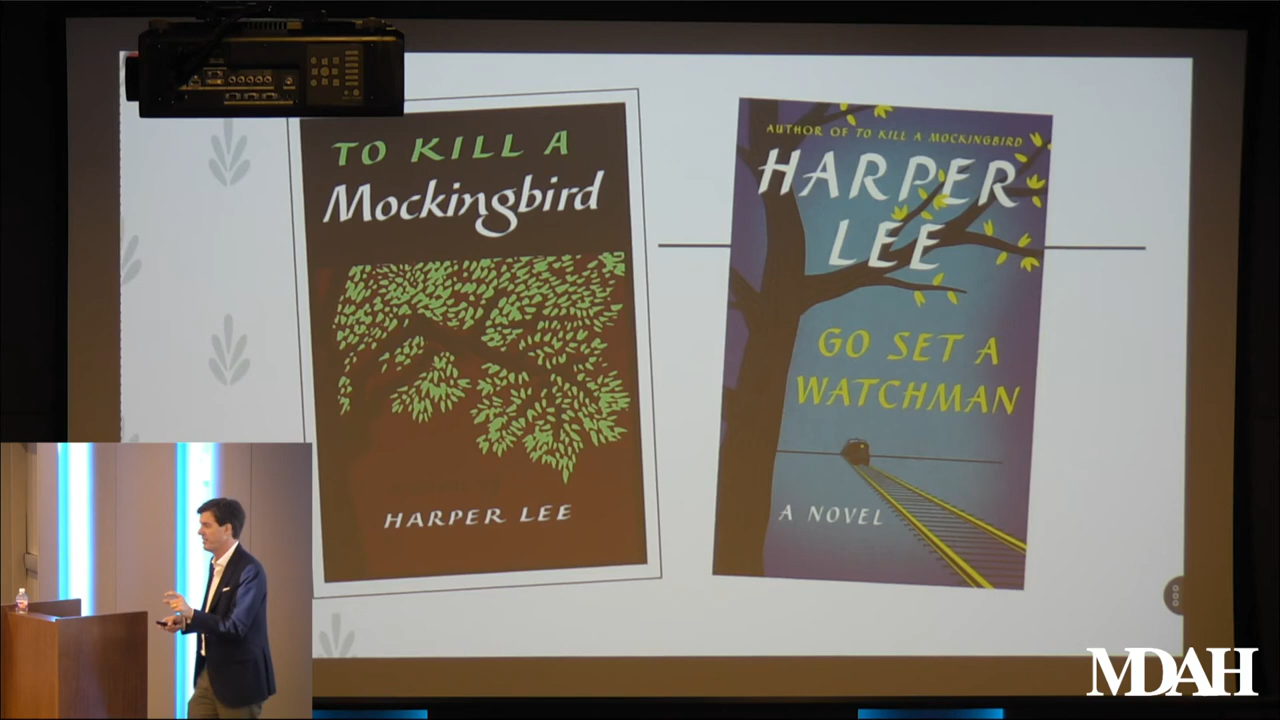 TO KILL A
Mockingbird
HARPER LEE
AUTHOR OF TO KILL A MOCKINGBIRD
HARPER
LEE
GO SET A
WATCHMAN
A NOVEL
MDAH